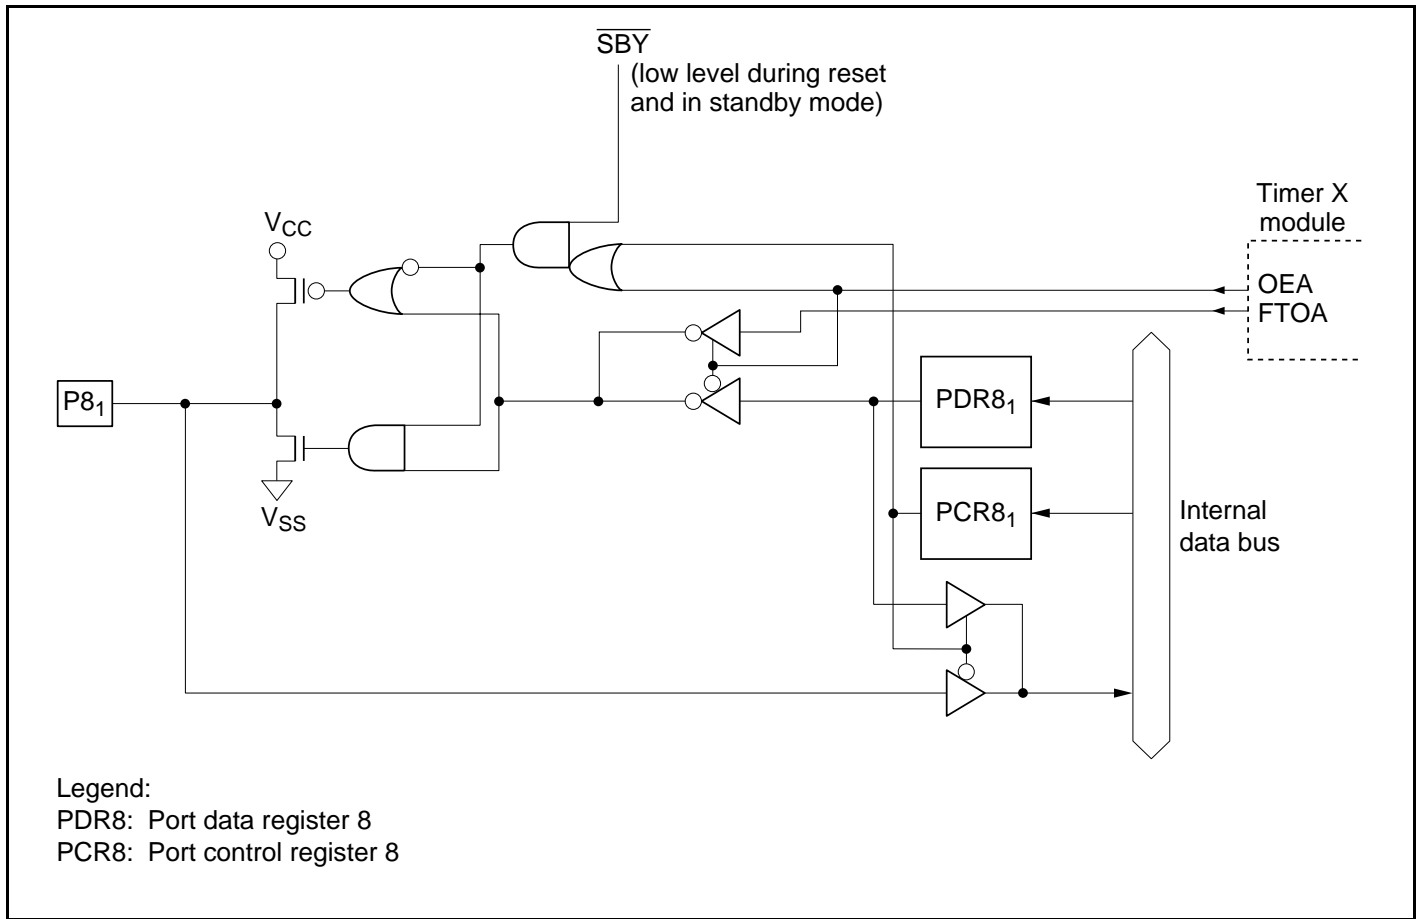 SBY
(low level during reset
and in standby mode)
Timer X
module
VCC
OEA
FTOA
P81
PDR81
PCR81
VSS
Internal
data bus
Legend:
PDR8: Port data register 8
PCR8: Port control register 8